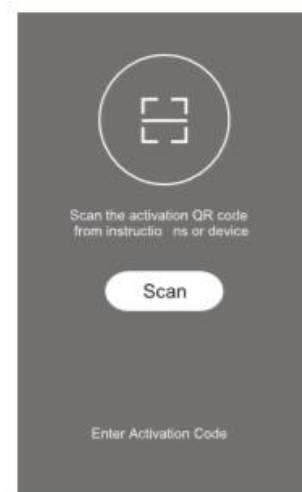 Scan the activation QR code
from instructio ns or device
Scan
Enter Activation Code